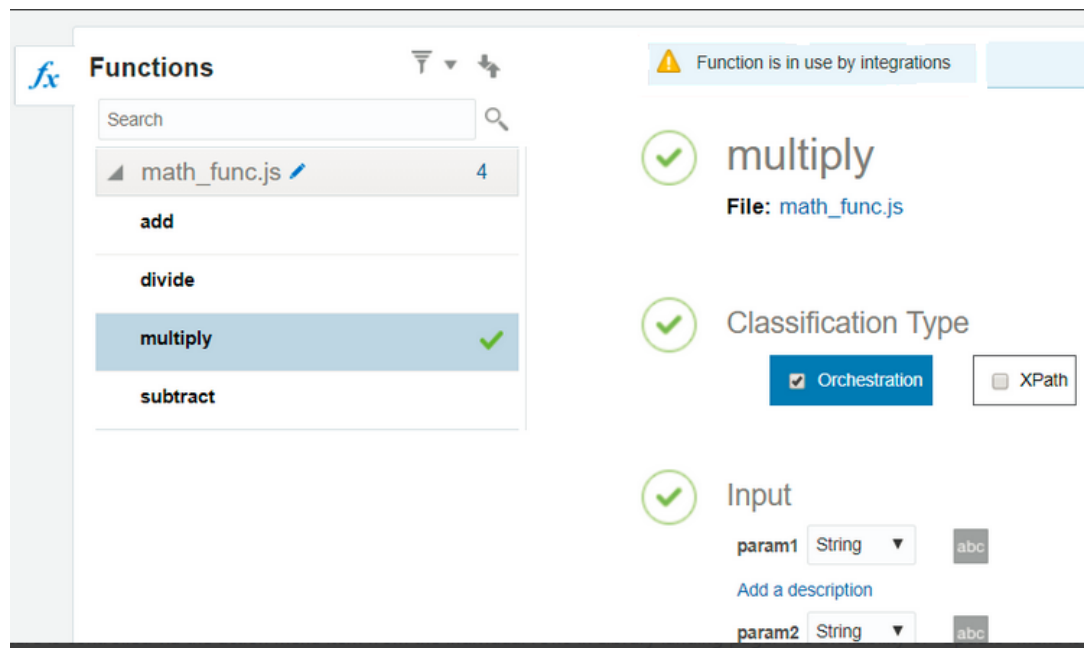 fx
Functions
Search
math_func.js 4
add
divide
multiply
subtract
Function is in use by integrations
multiply
File: math_func.js
Classification Type
Orchestration XPath
Input
param1 String abc
Add a description
param2 String abc